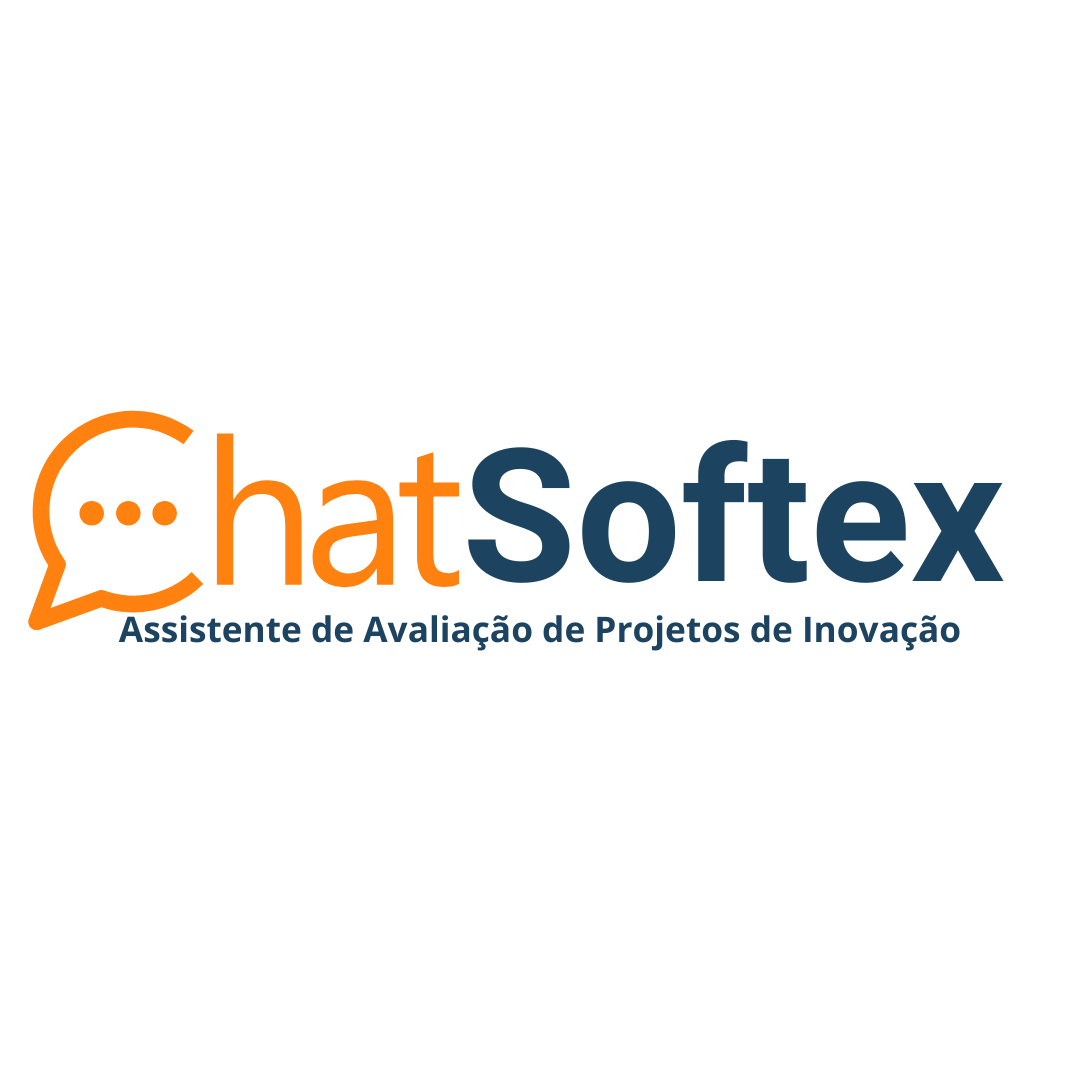 ChatSoftex
Assistente de Avaliação de Projetos de Inovação